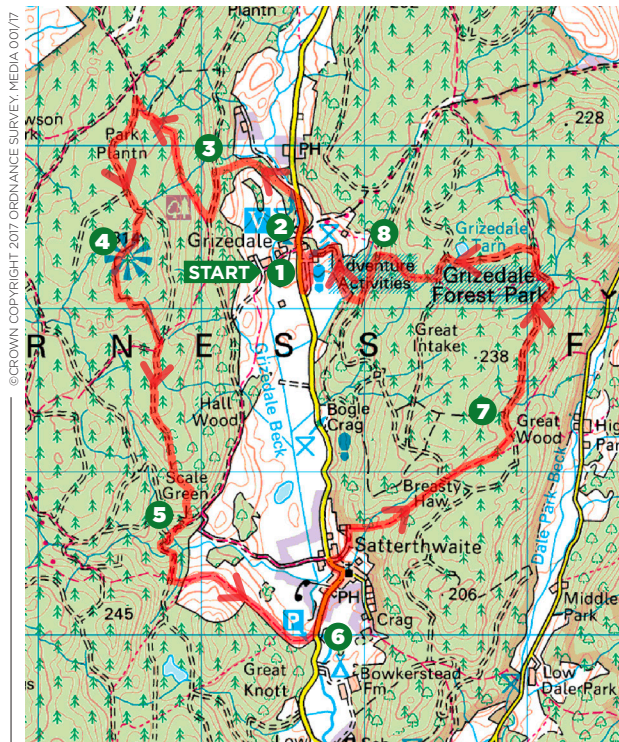 ©CROWN COPYRIGHT 2017 ORDNANCE SURVEY. MEDIA 001/17
Plantn
228
Park
Plantn
3
PH
2
8
Grizedale
Grizedale
Tarn
4
START
1
Adventure
Activities
Grizedale
Forest Park
R N E S S F
Great
Intake
238
Grizedale Beck
Hall
Wood
Bogle
Crag
7
Great
Wood
Dale Park Beck
Scale
Green
Breasty
Haw
5
Satterthwaite
PH
206
Middle
Park
245
P
Crag
6
Great
Knott
Bowkerstead
Fm
Low
Dale Park